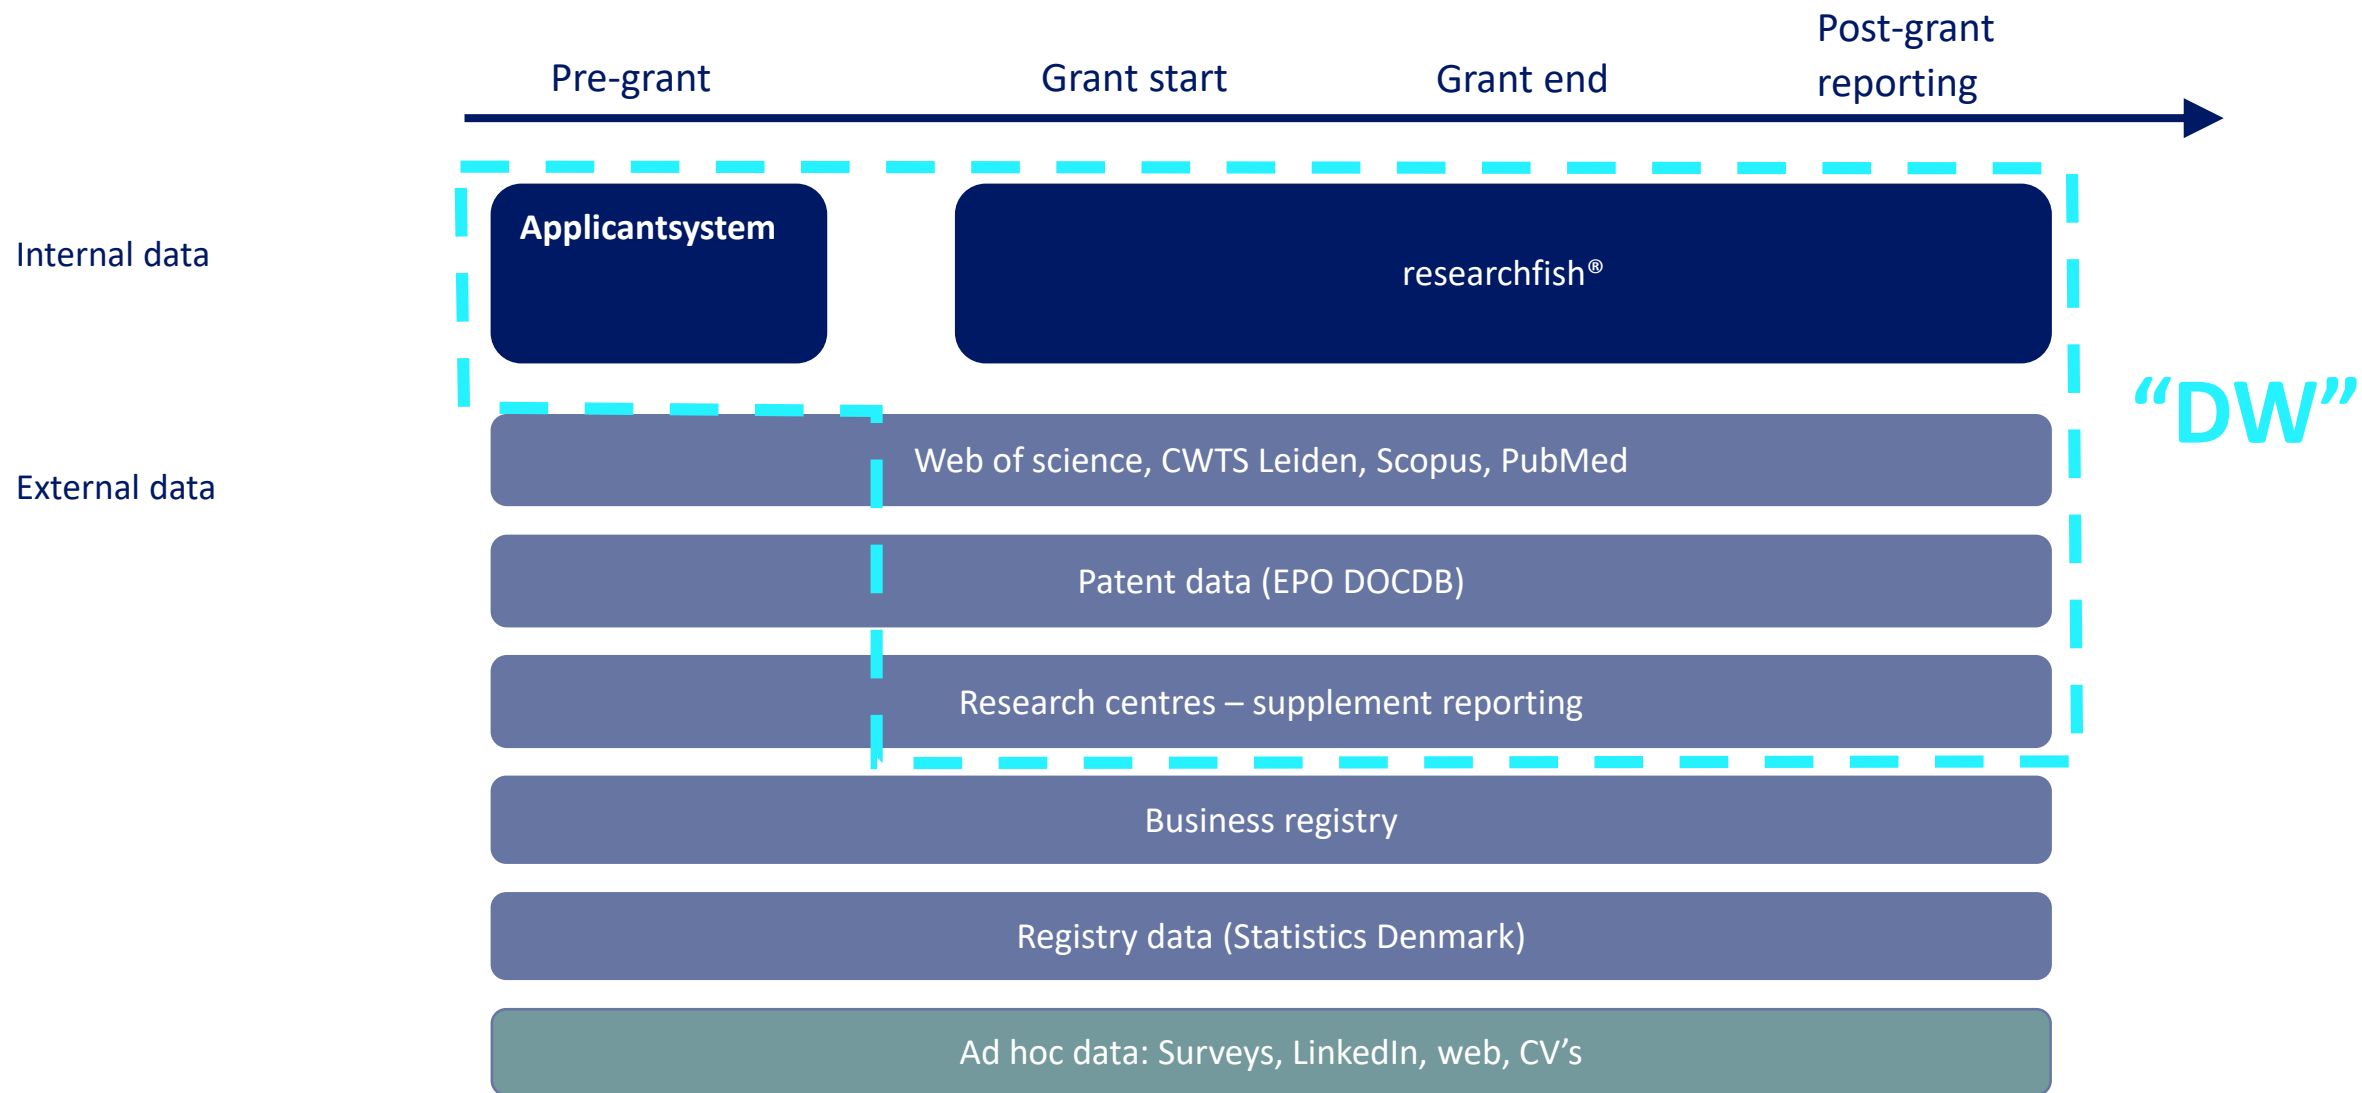 Pre-grant
Grant start
Grant end
Post-grant
reporting
Internal data
Applicantsystem
researchfish®
“DW”
External data
Web of science, CWTS Leiden, Scopus, PubMed
Patent data (EPO DOCDB)
Research centres – supplement reporting
Business registry
Registry data (Statistics Denmark)
Ad hoc data: Surveys, LinkedIn, web, CV’s